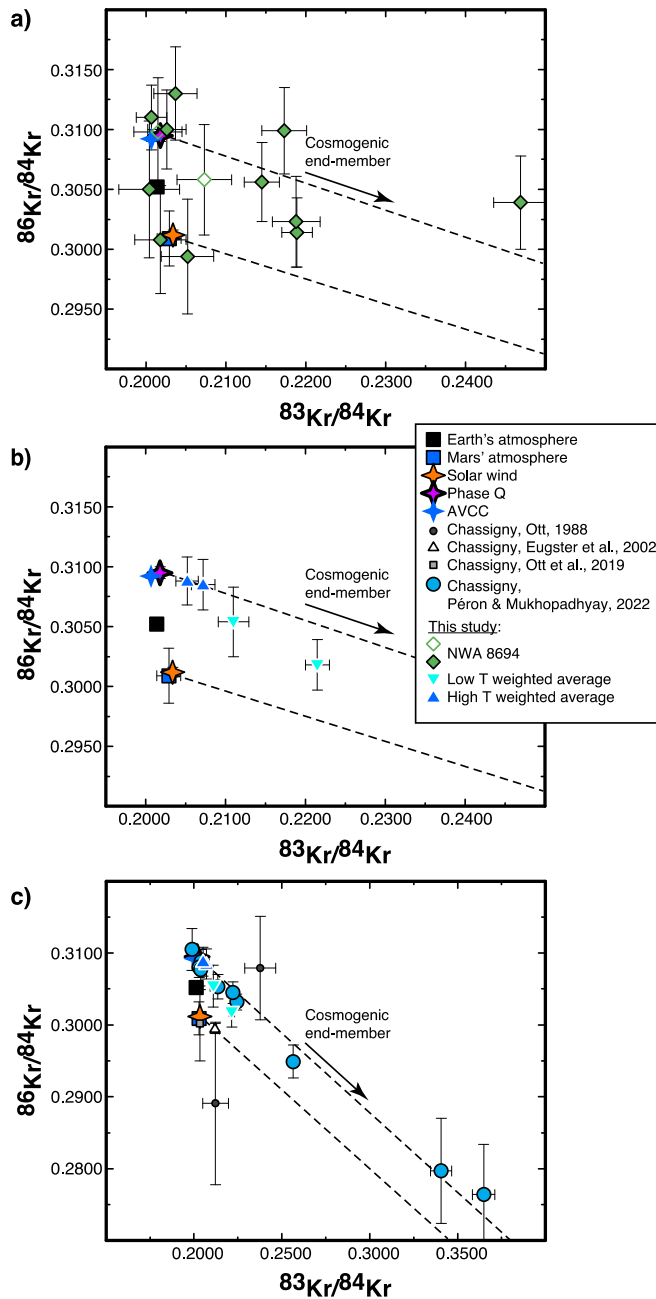 a)
0.3150
0.3100
0.3050
0.3000
0.2950
86Kr/84Kr
Cosmogenic
end-member
0.2000
0.2100
0.2200
0.2300
0.2400
83Kr/84Kr
b)
0.3150
0.3100
0.3050
0.3000
0.2950
86Kr/84Kr
Cosmogenic
end-member
0.2000
0.2100
0.2200
0.2300
0.2400
83Kr/84Kr
Earth's atmosphere
Mars' atmosphere
Solar wind
Phase Q
AVCC
Chassigny, Ott, 1988
Chassigny, Eugster et al., 2002
Chassigny, Ott et al., 2019
Chassigny,
Péron & Mukhopadhyay, 2022
This study:
NWA 8694
Low T weighted average
High T weighted average
c)
0.3100
0.3000
0.2900
0.2800
86Kr/84Kr
Cosmogenic
end-member
0.2000
0.2500
0.3000
0.3500
83Kr/84Kr